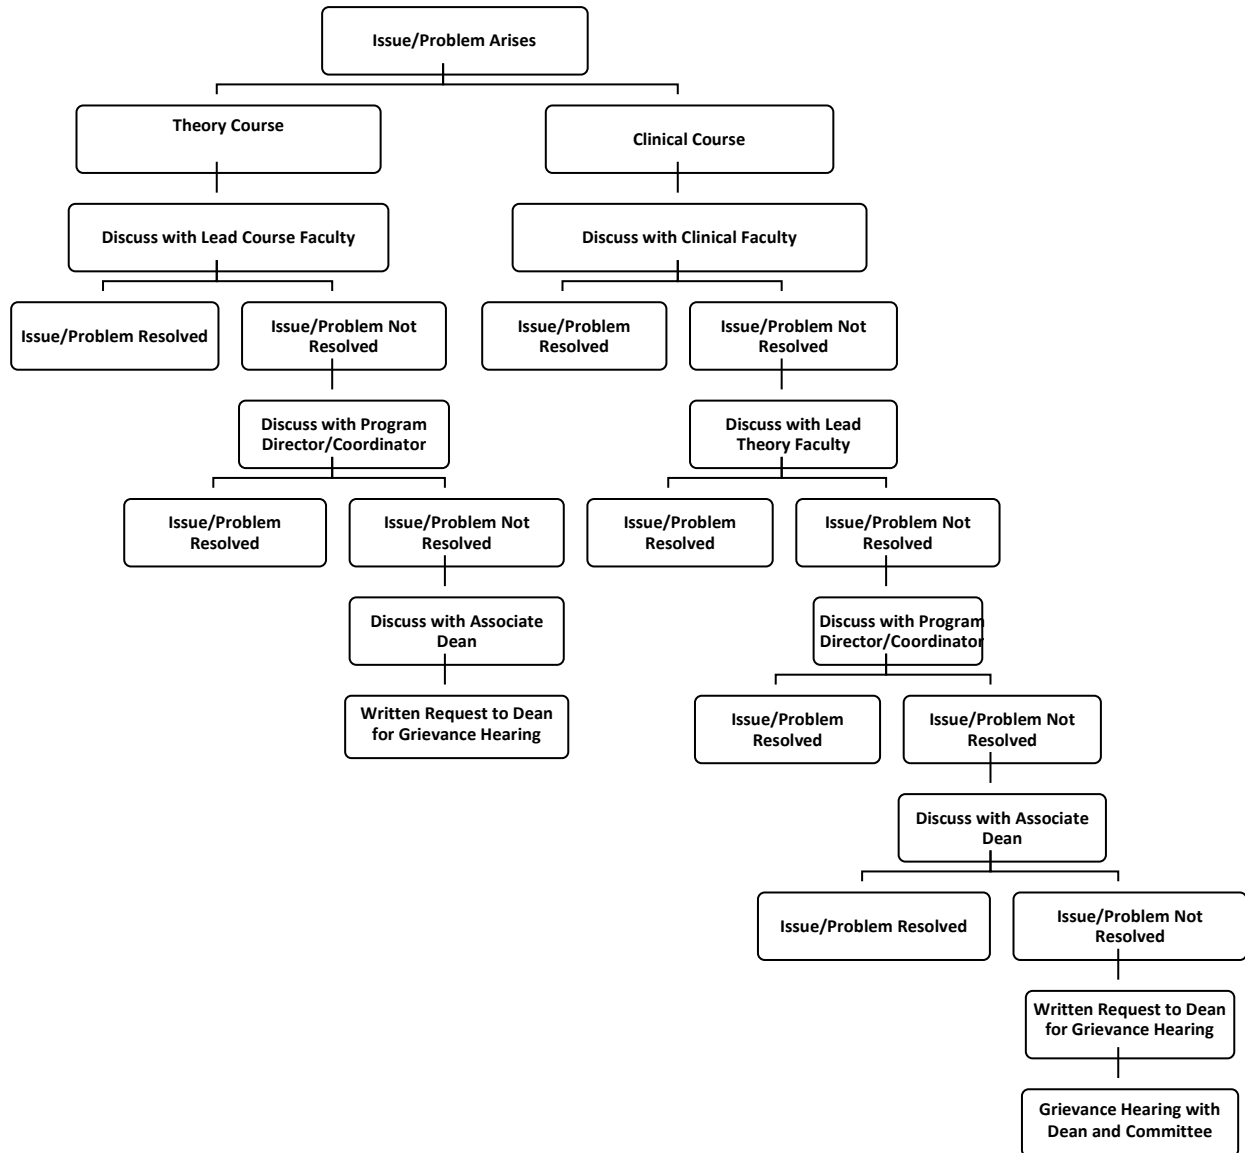 Issue/Problem Arises
Theory Course
Clinical Course
Discuss with Lead Course Faculty
Discuss with Clinical Faculty
Issue/Problem Resolved
Issue/Problem Not
Resolved
Issue/Problem
Resolved
Issue/Problem Not
Resolved
Discuss with Program
Director/Coordinator
Discuss with Lead
Theory Faculty
Issue/Problem
Resolved
Issue/Problem Not
Resolved
Issue/Problem
Resolved
Issue/Problem Not
Resolved
Discuss with Associate
Dean
Discuss with Program
Director/Coordinator
Written Request to Dean
for Grievance Hearing
Issue/Problem
Resolved
Issue/Problem Not
Resolved
Discuss with Associate
Dean
Issue/Problem Resolved
Issue/Problem Not
Resolved
Written Request to Dean
for Grievance Hearing
Grievance Hearing with
Dean and Committee